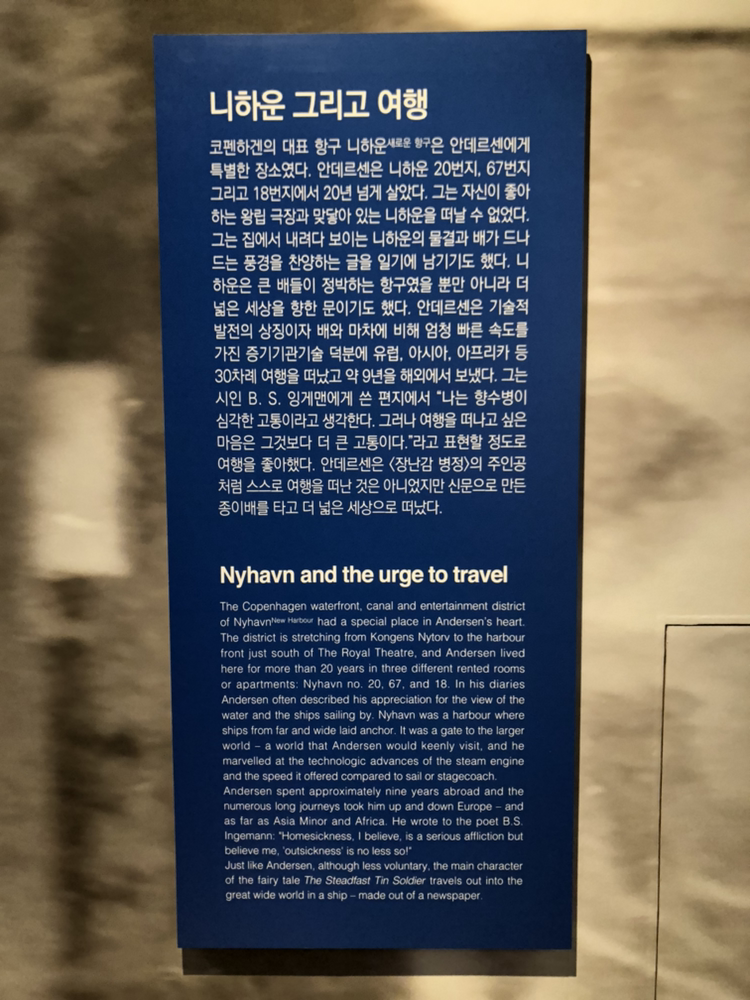 니하운 그리고 여행
코펜하겐의 대표 항구 니하운새로운 항구은 안데르센에게
특별한 장소였다. 안데르센은 니하운 20번지, 67번지
그리고 18번지에서 20년 넘게 살았다. 그는 자신이 좋아
하는 왕립 극장과 맞닿아 있는 니하운을 떠날 수 없었다.
그는 집에서 내려다 보이는 니하운의 물결과 배가 드나
드는 풍경을 찬양하는 글을 일기에 남기기도 했다. 니
하운은 큰 배들이 정박하는 항구였을 뿐만 아니라 더
넓은 세상을 향한 문이기도 했다. 안데르센은 기술적
발전의 상징이자 배와 마차에 비해 엄청 빠른 속도를
가진 증기기관기술 덕분에 유럽, 아시아, 아프리카 등
30차례 여행을 떠났고 약 9년을 해외에서 보냈다. 그는
시인 B. S. 잉게맨에게 쓴 편지에서 “나는 향수병이
심각한 고통이라고 생각한다. 그러나 여행을 떠나고 싶은
마음은 그것보다 더 큰 고통이다.”라고 표현할 정도로
여행을 좋아했다. 안데르센은 〈장난감 병정〉의 주인공
처럼 스스로 여행을 떠난 것은 아니었지만 신문으로 만든
종이배를 타고 더 넓은 세상으로 떠났다.
Nyhavn and the urge to travel
The Copenhagen waterfront, canal and entertainment district
of Nyhavn New Harbour had a special place in Andersen's heart.
The district is stretching from Kongens Nytorv to the harbour
front just south of The Royal Theatre, and Andersen lived
here for more than 20 years in three different rented rooms
or apartments: Nyhavn no. 20, 67, and 18. In his diaries
Andersen often described his appreciation for the view of the
water and the ships sailing by. Nyhavn was a harbour where
ships from far and wide laid anchor. It was a gate to the larger
world – a world that Andersen would keenly visit, and he
marvelled at the technologic advances of the steam engine
and the speed it offered compared to sail or stagecoach.
Andersen spent approximately nine years abroad and the
numerous long journeys took him up and down Europe – and
as far as Asia Minor and Africa. He wrote to the poet B.S.
Ingemann: "Homesickness, I believe, is a serious affliction but
believe me, 'outsickness' is no less so!"
Just like Andersen, although less voluntary, the main character
of the fairy tale The Steadfast Tin Soldier travels out into the
great wide world in a ship – made out of a newspaper.